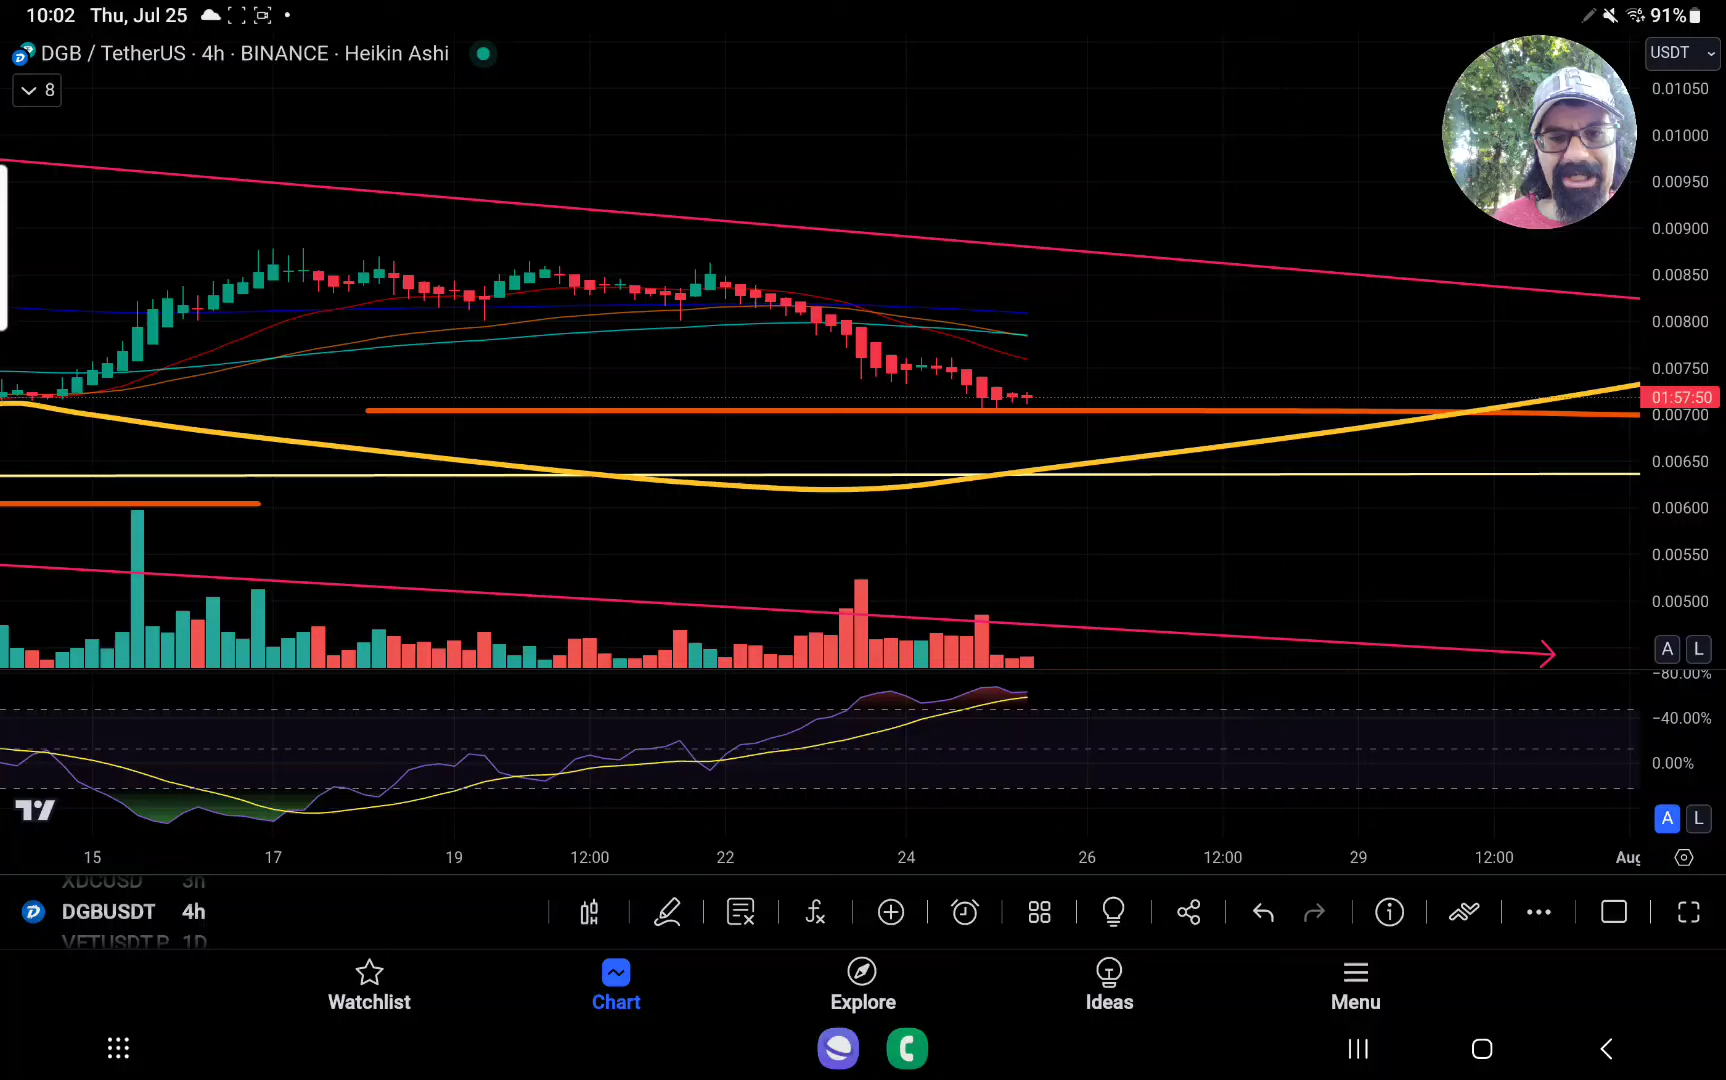 10:02 Thu, Jul 25 91%
DGB / TetherUS · 4h · BINANCE · Heikin Ashi
USDT
8
0.01050
0.01000
0.00950
0.00900
0.00850
0.00800
0.00750
01:57:50
0.00700
0.00650
0.00600
0.00550
0.00500
A L
−80.00%
−40.00%
0.00%
A L
15 17 19 12:00 22 24 26 12:00 29 12:00 Aug
XDCUSD 3h
DGBUSDT 4h
VETUSDT.P 1D
Watchlist Chart Explore Ideas Menu